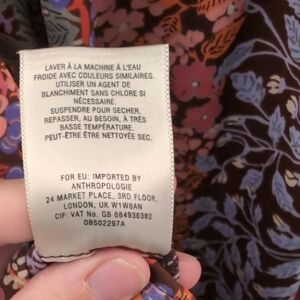 LAVER À LA MACHINE À L'EAU
FROIDE AVEC COULEURS SIMILAIRES.
UTILISER UN AGENT DE
BLANCHIMENT SANS CHLORE SI
NÉCESSAIRE.
SUSPENDRE POUR SECHER.
REPASSER, AU BESOIN, À TRÈS
BASSE TEMPÉRATURE.
PEUT-ÊTRE ÊTRE NETTOYÉ SEC.
FOR EU: IMPORTED BY
ANTHROPOLOGIE
24 MARKET PLACE, 3RD FLOOR,
LONDON, UK W1W8AN
CIF: VAT No. GB 684936382
OB502297A